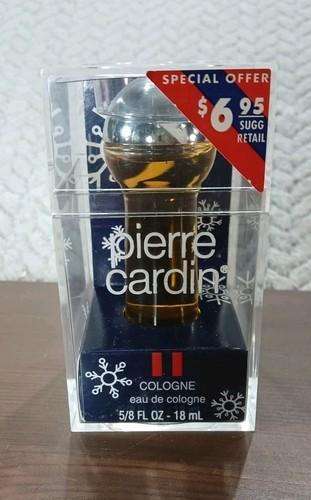 SPECIAL OFFER
$6.95
SUGG
RETAIL
pierre
cardin®
COLOGNE
eau de cologne
5/8 FL OZ - 18 mL